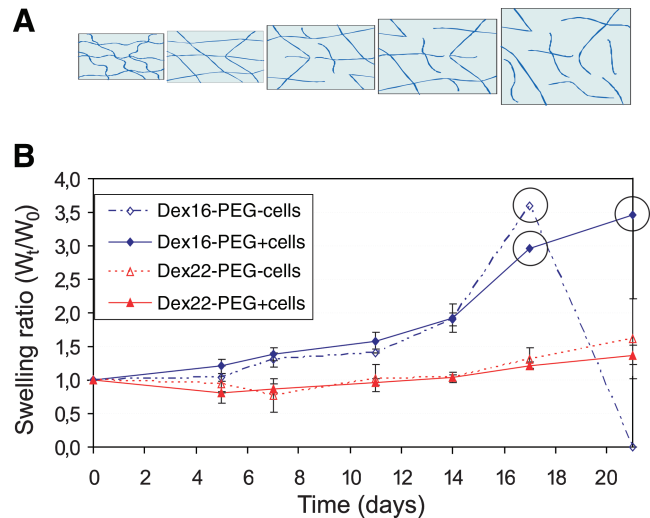 A
B
4,0
3,5
3,0
2,5
2,0
1,5
1,0
0,5
0,0
Swelling ratio (Wt/W0)
Dex16-PEG-cells
Dex16-PEG+cells
Dex22-PEG-cells
Dex22-PEG+cells
0 2 4 6 8 10 12 14 16 18 20
Time (days)